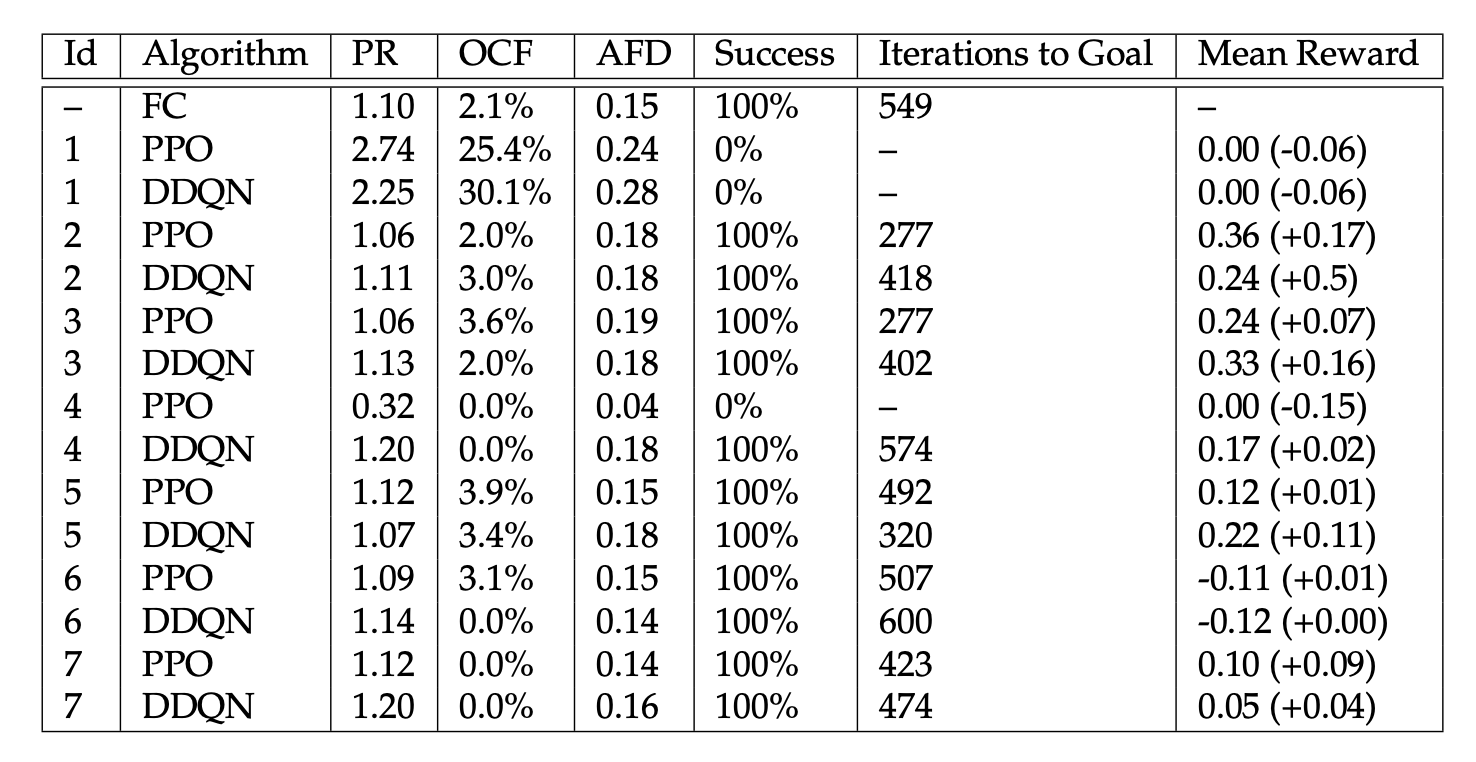 Id Algorithm PR OCF AFD Success Iterations to Goal Mean Reward
– FC 1.10 2.1% 0.15 100% 549 –
1 PPO 2.74 25.4% 0.24 0% – 0.00 (-0.06)
1 DDQN 2.25 30.1% 0.28 0% – 0.00 (-0.06)
2 PPO 1.06 2.0% 0.18 100% 277 0.36 (+0.17)
2 DDQN 1.11 3.0% 0.18 100% 418 0.24 (+0.5)
3 PPO 1.06 3.6% 0.19 100% 277 0.24 (+0.07)
3 DDQN 1.13 2.0% 0.18 100% 402 0.33 (+0.16)
4 PPO 0.32 0.0% 0.04 0% – 0.00 (-0.15)
4 DDQN 1.20 0.0% 0.18 100% 574 0.17 (+0.02)
5 PPO 1.12 3.9% 0.15 100% 492 0.12 (+0.01)
5 DDQN 1.07 3.4% 0.18 100% 320 0.22 (+0.11)
6 PPO 1.09 3.1% 0.15 100% 507 -0.11 (+0.01)
6 DDQN 1.14 0.0% 0.14 100% 600 -0.12 (+0.00)
7 PPO 1.12 0.0% 0.14 100% 423 0.10 (+0.09)
7 DDQN 1.20 0.0% 0.16 100% 474 0.05 (+0.04)